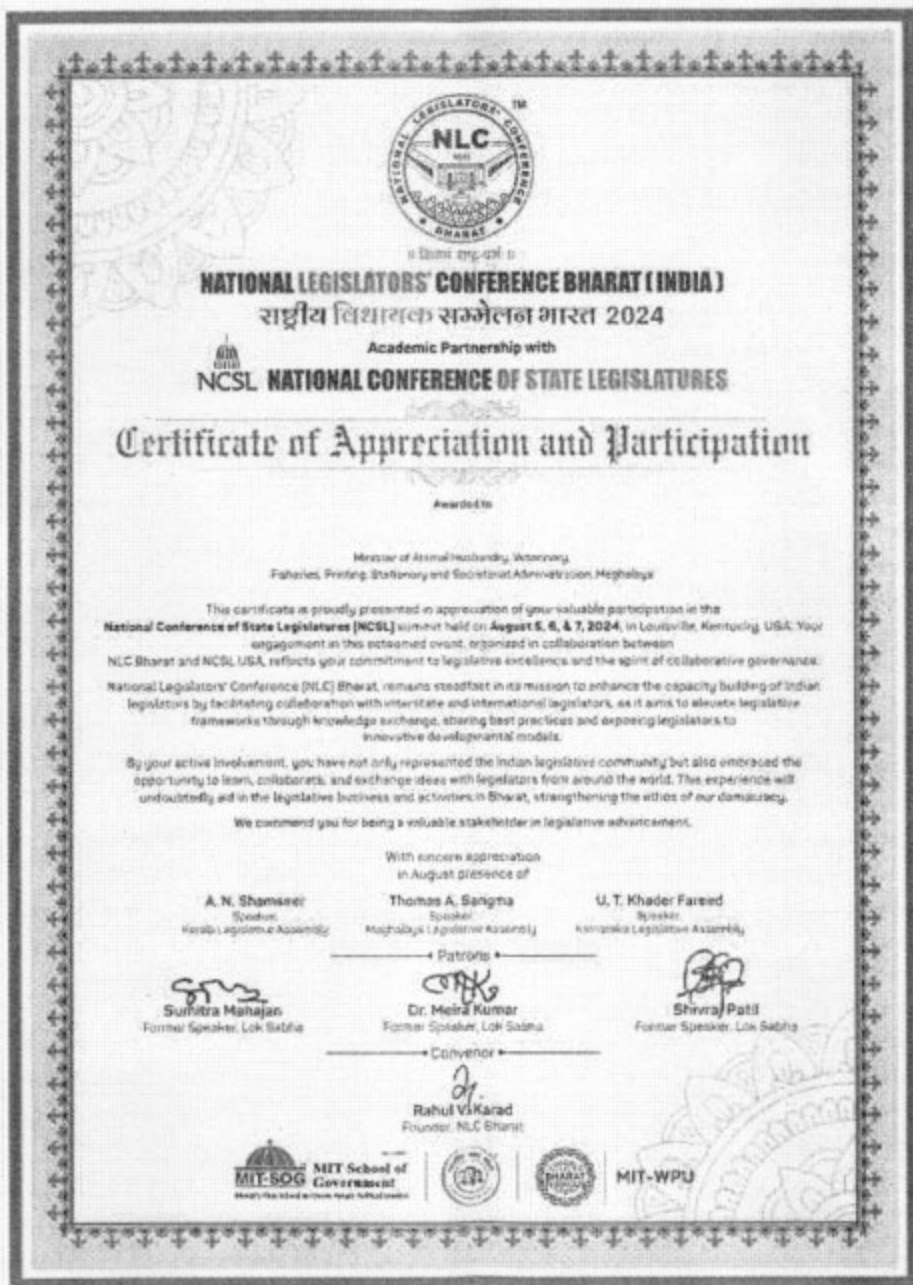 NATIONAL LEGISLATORS' CONFERENCE
NLC
BHARAT
TM
NATIONAL LEGISLATORS' CONFERENCE BHARAT (INDIA)
राष्ट्रीय विधायक सम्मेलन भारत 2024
Academic Partnership with
NCSL NATIONAL CONFERENCE OF STATE LEGISLATURES
Certificate of Appreciation and Participation
Awarded to
Minister of Animal Husbandry, Veterinary,
Fisheries, Printing, Stationary and Secretariat Administration, Meghalaya
This certificate is proudly presented in appreciation of your valuable participation in the
National Conference of State Legislatures (NCSL) summit held on August 5, 6, & 7, 2024, in Louisville, Kentucky, USA. Your
engagement in this esteemed event, organized in collaboration between
NLC Bharat and NCSL USA, reflects your commitment to legislative excellence and the spirit of collaborative governance.
National Legislators' Conference (NLC) Bharat, remains steadfast in its mission to enhance the capacity building of Indian
legislators by facilitating collaboration with interstate and international legislators, as it aims to elevate legislative
frameworks through knowledge exchange, sharing best practices and exposing legislators to
innovative developmental models.
By your active involvement, you have not only represented the Indian legislative community but also embraced the
opportunity to learn, collaborate, and exchange ideas with legislators from around the world. This experience will
undoubtedly aid in the legislative business and activities in Bharat, strengthening the ethos of our democracy.
We commend you for being a valuable stakeholder in legislative advancement.
With sincere appreciation
in August presence of
A. N. Shamseer
Speaker,
Kerala Legislative Assembly
Thomas A. Sangma
Speaker
Meghalaya Legislative Assembly
U. T. Khader Fareed
Speaker
Karnataka Legislative Assembly
Patrons
Sumitra Mahajan
Former Speaker, Lok Sabha
Dr. Meira Kumar
Former Speaker, Lok Sabha
Shivraj Patil
Former Speaker, Lok Sabha
Convenor
Rahul V. Karad
Founder, NLC Bharat
MIT-SOG
MIT School of
Government
BHARAT
MIT-WPU